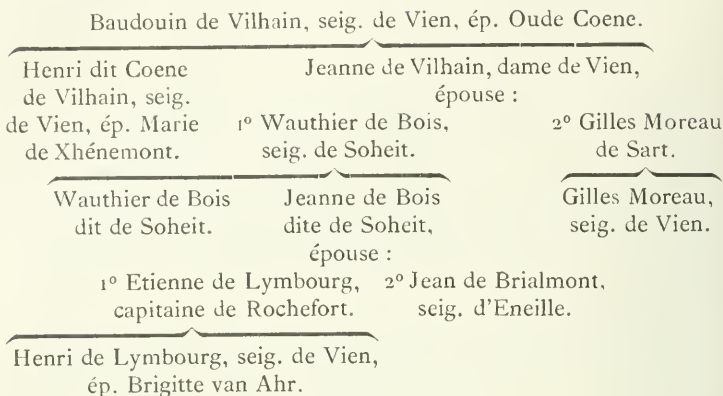 Baudouin de Vilhain, seig. de Vien, ép. Oude Coene.
Henri dit Coene
de Vilhain, seig.
de Vien, ép. Marie
de Xhénemont.
Jeanne de Vilhain, dame de Vien,
épouse :
1º Wauthier de Bois,
seig. de Soheit.
2º Gilles Moreau
de Sart.
Wauthier de Bois
dit de Soheit.
Jeanne de Bois
dite de Soheit,
épouse :
Gilles Moreau,
seig. de Vien.
1º Etienne de Lymbourg,
capitaine de Rochefort.
2º Jean de Brialmont,
seig. d'Eneille.
Henri de Lymbourg, seig. de Vien,
ép. Brigitte van Ahr.